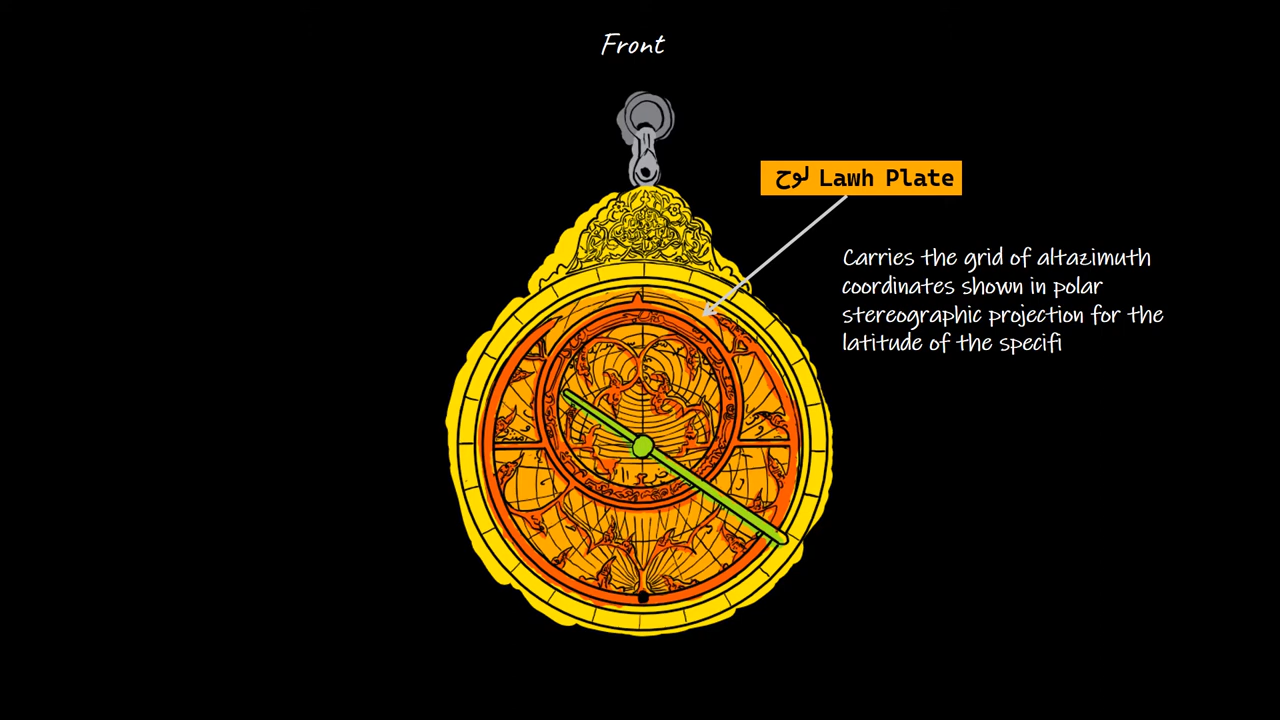 Front
لوح Lawh Plate
Carries the grid of altazimuth
coordinates shown in polar
stereographic projection for the
latitude of the specifi